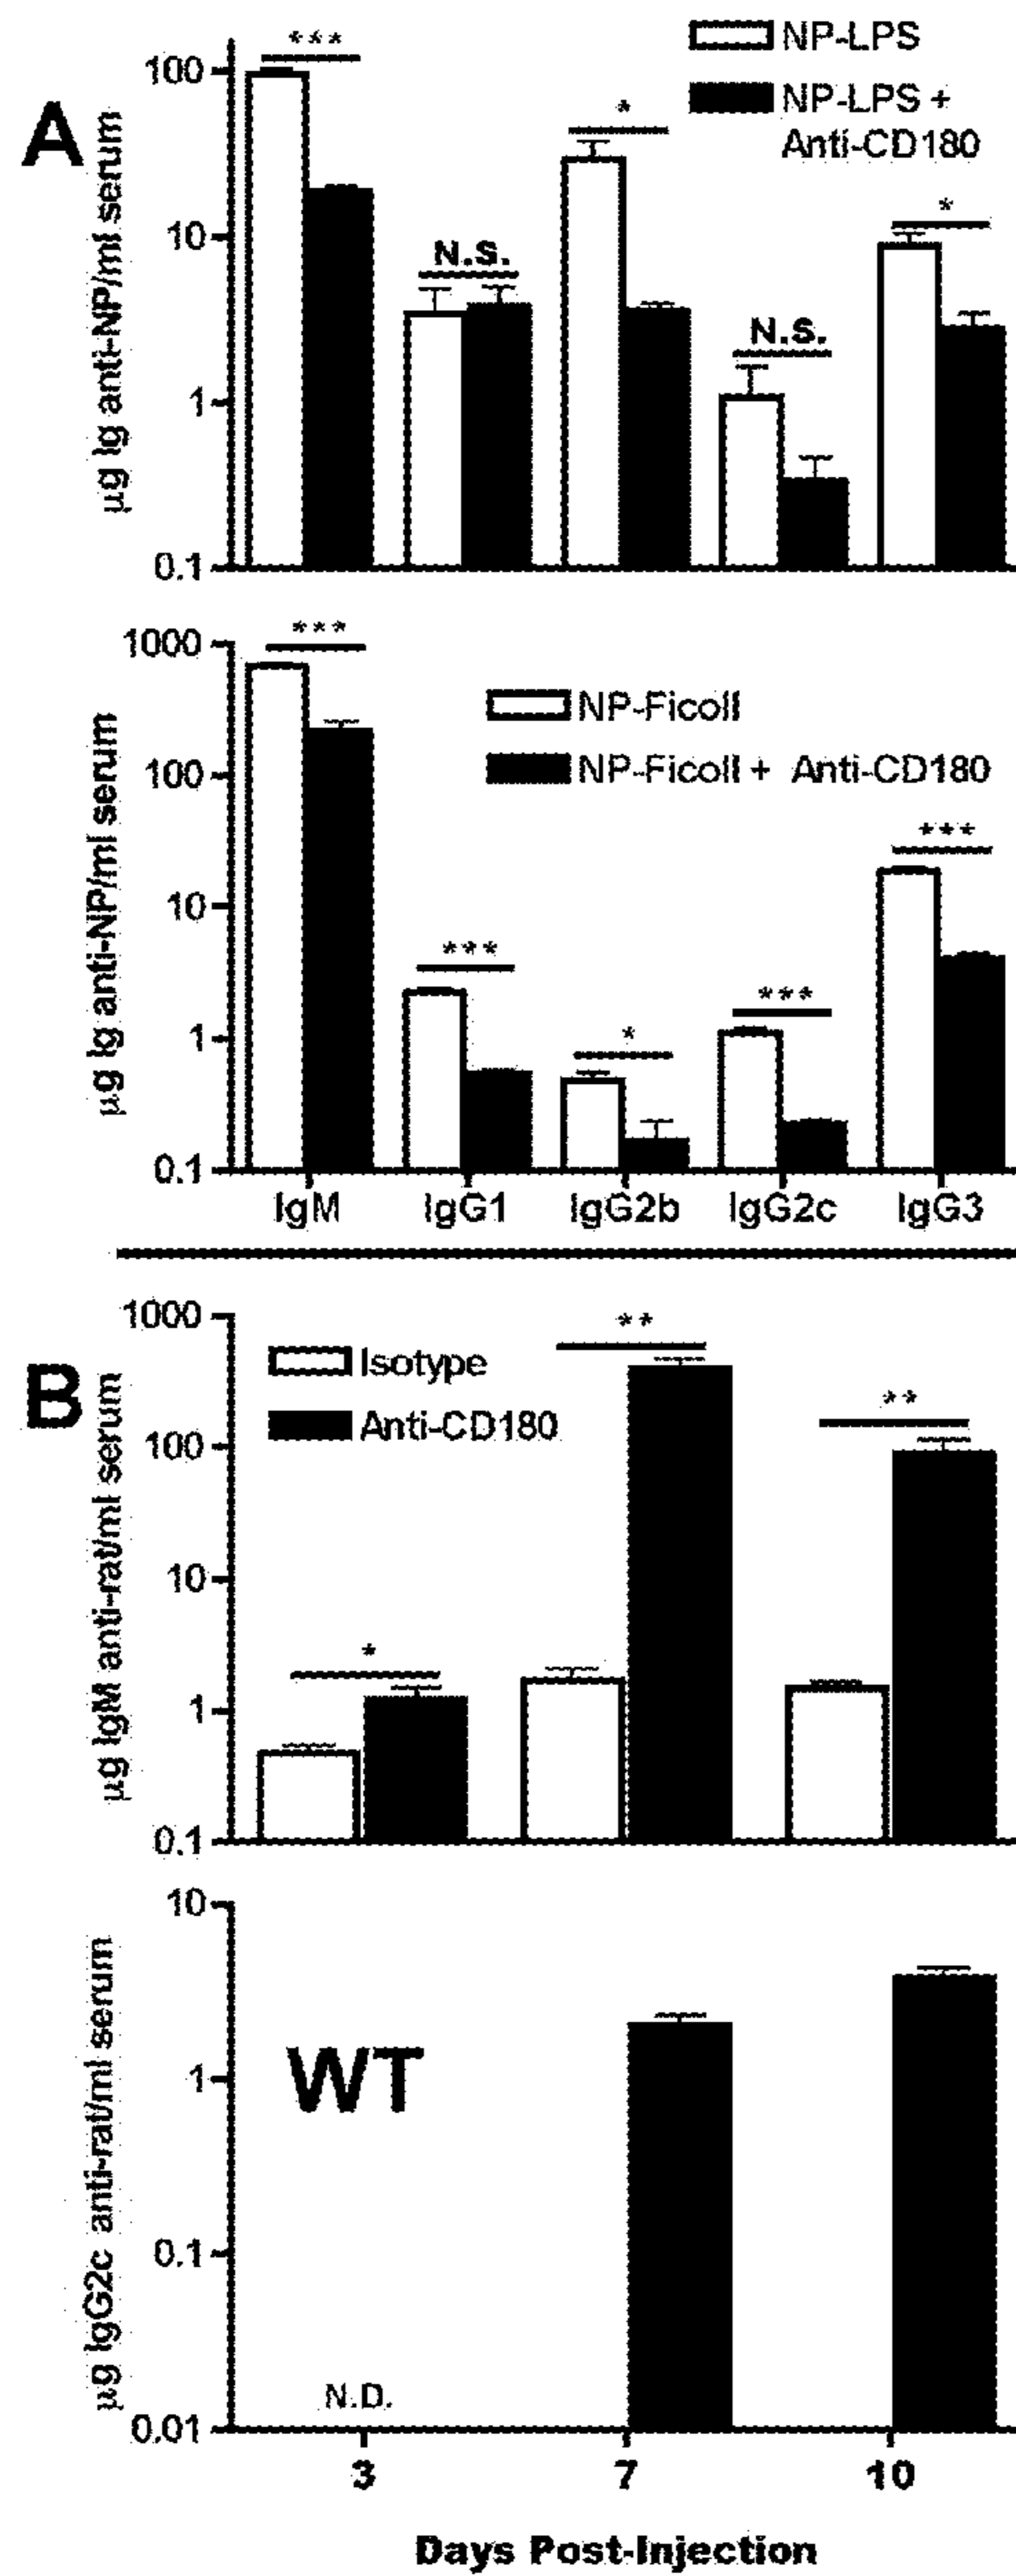 A
µg Ig anti-NP/ml serum
NP-LPS
NP-LPS +
Anti-CD180
***
N.S.
*
N.S.
*
100
10
1
0.1
µg Ig anti-NP/ml serum
NP-Ficoll
NP-Ficoll + Anti-CD180
***
***
*
***
***
1000
100
10
1
0.1
IgM IgG1 IgG2b IgG2c IgG3
B
µg IgM anti-rat/ml serum
Isotype
Anti-CD180
*
**
**
1000
100
10
1
0.1
µg IgG2c anti-rat/ml serum
10
1
0.1
0.01
WT
N.D.
3 7 10
Days Post-Injection